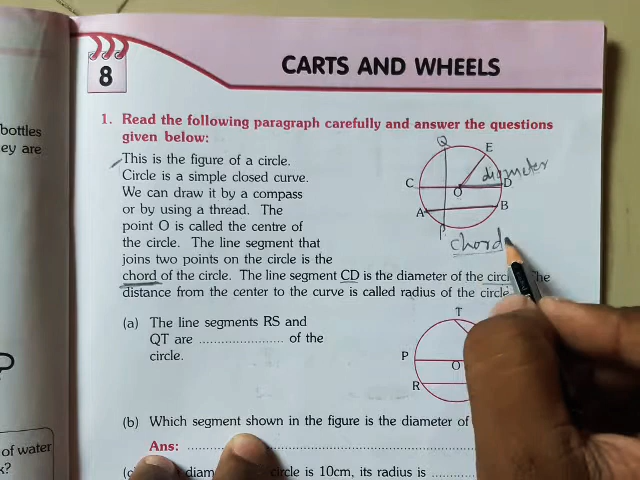 bottles
ey are
8
CARTS AND WHEELS
1. Read the following paragraph carefully and answer the questions
given below:
This is the figure of a circle.
Circle is a simple closed curve.
We can draw it by a compass
or by using a thread. The
point O is called the centre of
the circle. The line segment that
joins two points on the circle is the
chord of the circle. The line segment CD is the diameter of the circl The
distance from the center to the curve is called radius of the circle
Q
E
diameter
C
O
D
A
B
P
chord
(a) The line segments RS and
QT are ........................ of the
circle.
T
P
O
R
(b) Which segment shown in the figure is the diameter of
Ans:
of water
k?
(c) diam circle is 10cm, its radius is